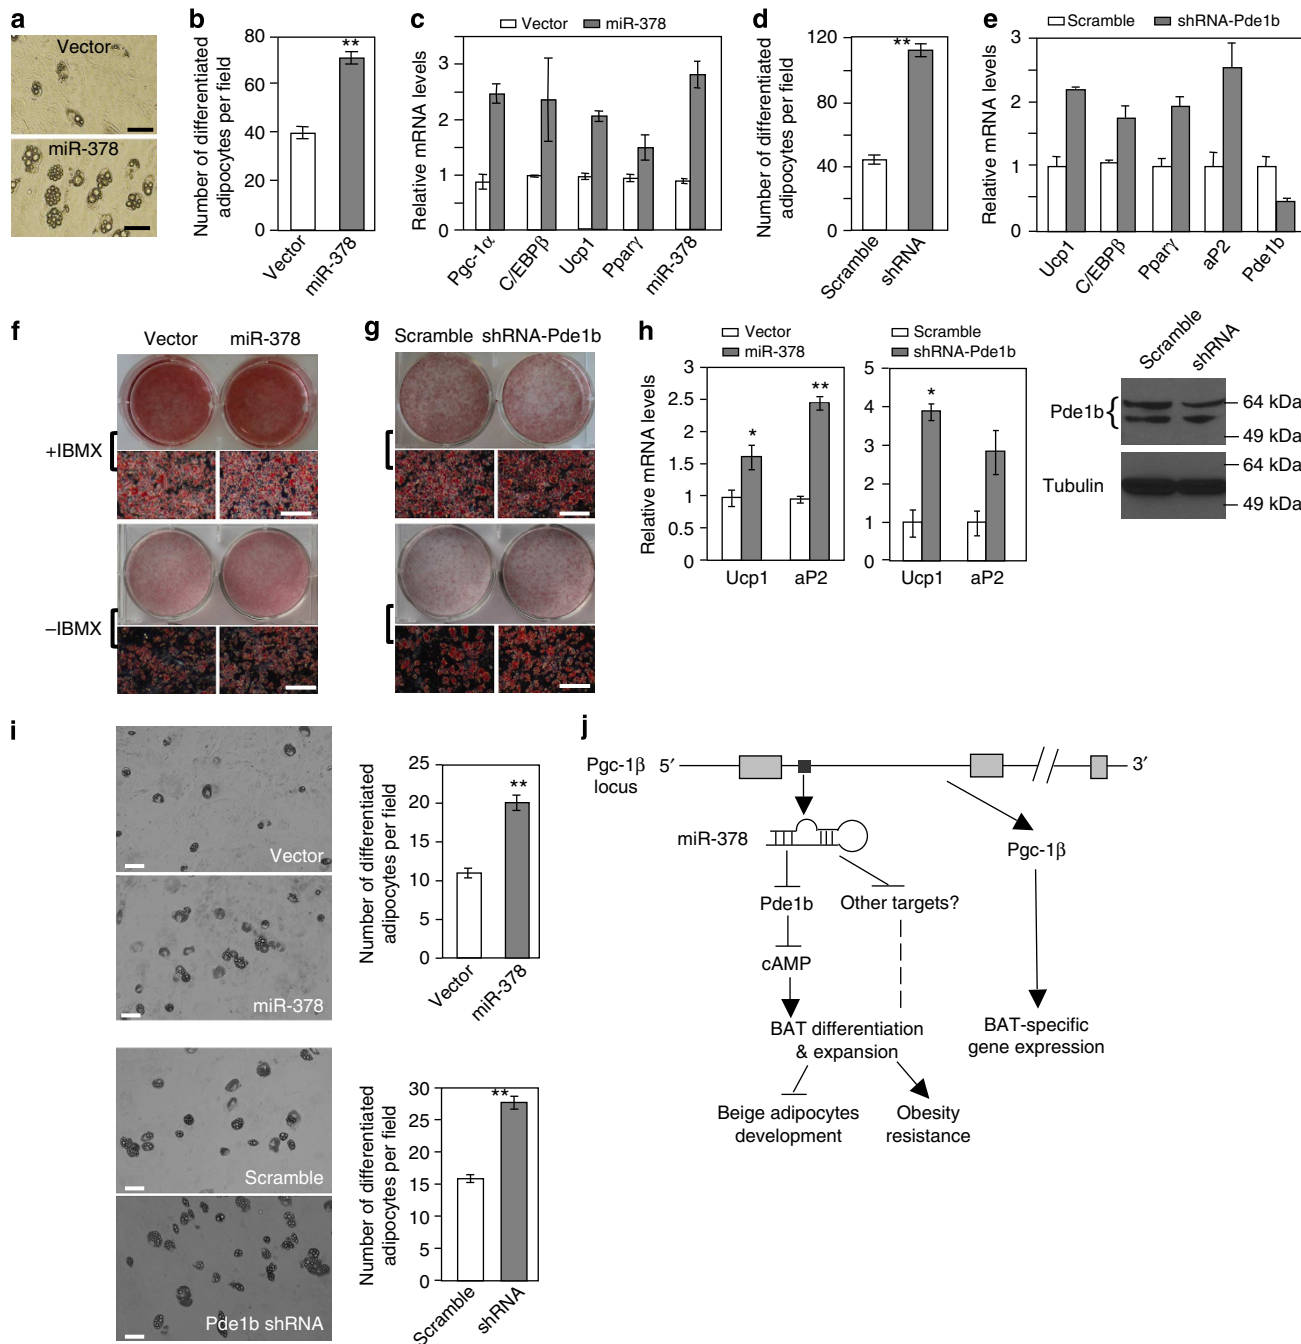 a
Vector
miR-378
b
Number of differentiated
adipocytes per field
80
60
40
20
0
**
Vector
miR-378
c
Vector
miR-378
Relative mRNA levels
3
2
1
0
Pgc-1α
C/EBPβ
Ucp1
Pparγ
miR-378
d
Number of differentiated
adipocytes per field
120
80
40
0
**
Scramble
shRNA
e
Scramble
shRNA-Pde1b
Relative mRNA levels
3
2
1
0
Ucp1
C/EBPβ
Pparγ
aP2
Pde1b
f
Vector
miR-378
+IBMX
–IBMX
g
Scramble
shRNA-Pde1b
h
Vector
miR-378
Relative mRNA levels
3
2.5
2
1.5
1
0.5
0
*
**
Ucp1
aP2
Scramble
shRNA-Pde1b
5
4
3
2
1
0
*
Ucp1
aP2
Scramble
shRNA
Pde1b
64 kDa
49 kDa
Tubulin
64 kDa
49 kDa
i
Vector
miR-378
Number of differentiated
adipocytes per field
25
20
15
10
5
0
**
Vector
miR-378
Scramble
Pde1b shRNA
Number of differentiated
adipocytes per field
30
25
20
15
10
5
0
**
Scramble
shRNA
j
Pgc-1β
locus
5′
3′
miR-378
Pgc-1β
Pde1b
Other targets?
cAMP
BAT differentiation
& expansion
BAT-specific
gene expression
Beige adipocytes
development
Obesity
resistance